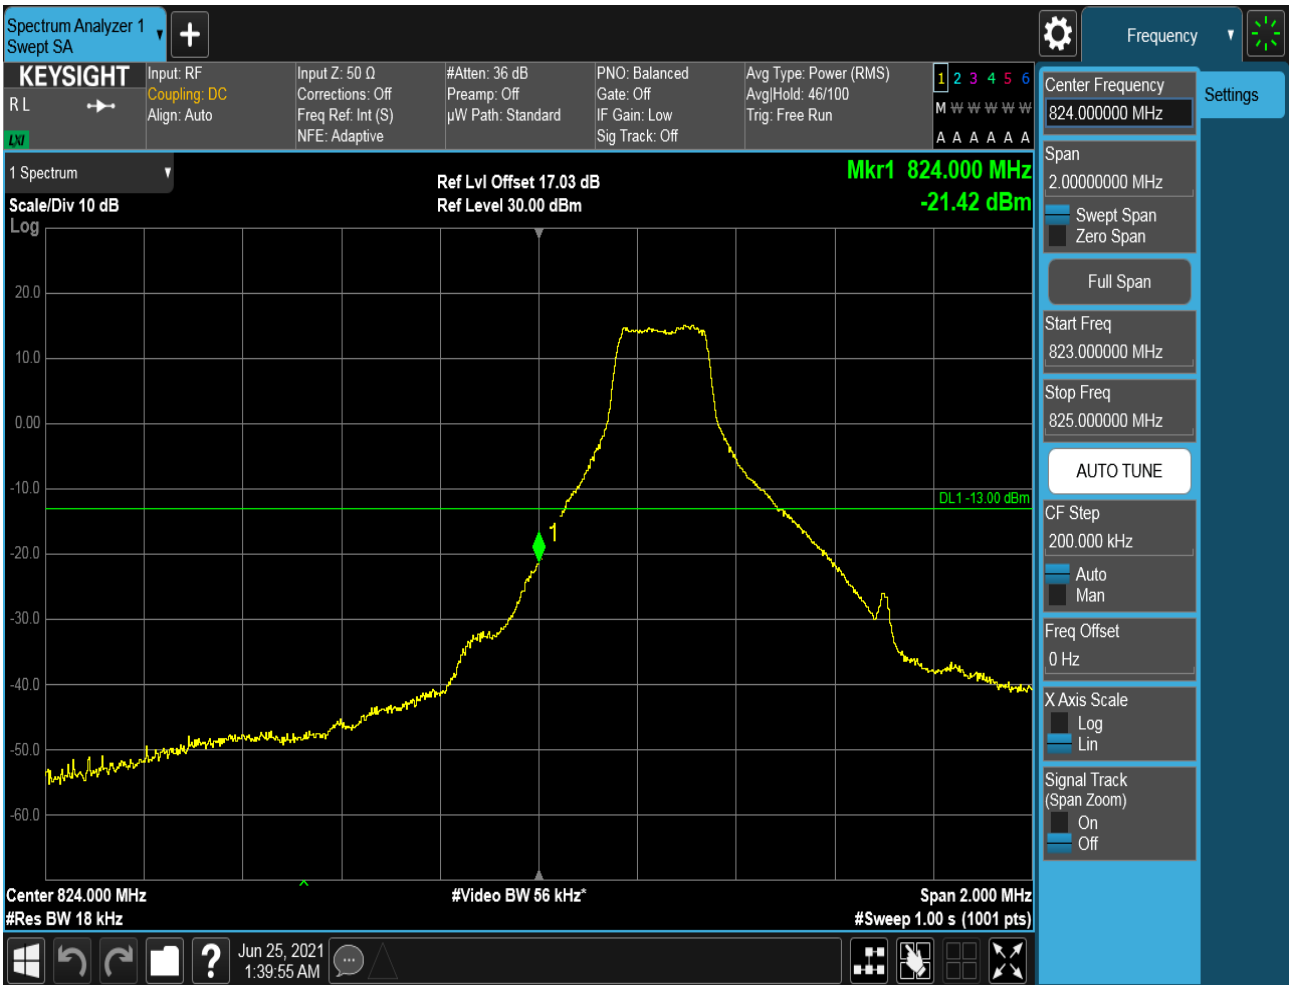 Spectrum Analyzer 1
Swept SA
Frequency
KEYSIGHT
R L
LXI
Input: RF
Coupling: DC
Align: Auto
Input Z: 50 Ω
Corrections: Off
Freq Ref: Int (S)
NFE: Adaptive
#Atten: 36 dB
Preamp: Off
µW Path: Standard
PNO: Balanced
Gate: Off
IF Gain: Low
Sig Track: Off
Avg Type: Power (RMS)
Avg|Hold: 46/100
Trig: Free Run
1 2 3 4 5 6
M W W W W W
A A A A A A
Center Frequency
824.000000 MHz
Settings
1 Spectrum
Scale/Div 10 dB
Log
Ref Lvl Offset 17.03 dB
Ref Level 30.00 dBm
Mkr1 824.000 MHz
-21.42 dBm
20.0
10.0
0.00
-10.0
-20.0
-30.0
-40.0
-50.0
-60.0
DL1 -13.00 dBm
1
Span
2.00000000 MHz
Swept Span
Zero Span
Full Span
Start Freq
823.000000 MHz
Stop Freq
825.000000 MHz
AUTO TUNE
CF Step
200.000 kHz
Auto
Man
Freq Offset
0 Hz
X Axis Scale
Log
Lin
Signal Track
(Span Zoom)
On
Off
Center 824.000 MHz
#Res BW 18 kHz
#Video BW 56 kHz*
Span 2.000 MHz
#Sweep 1.00 s (1001 pts)
?
Jun 25, 2021
1:39:55 AM